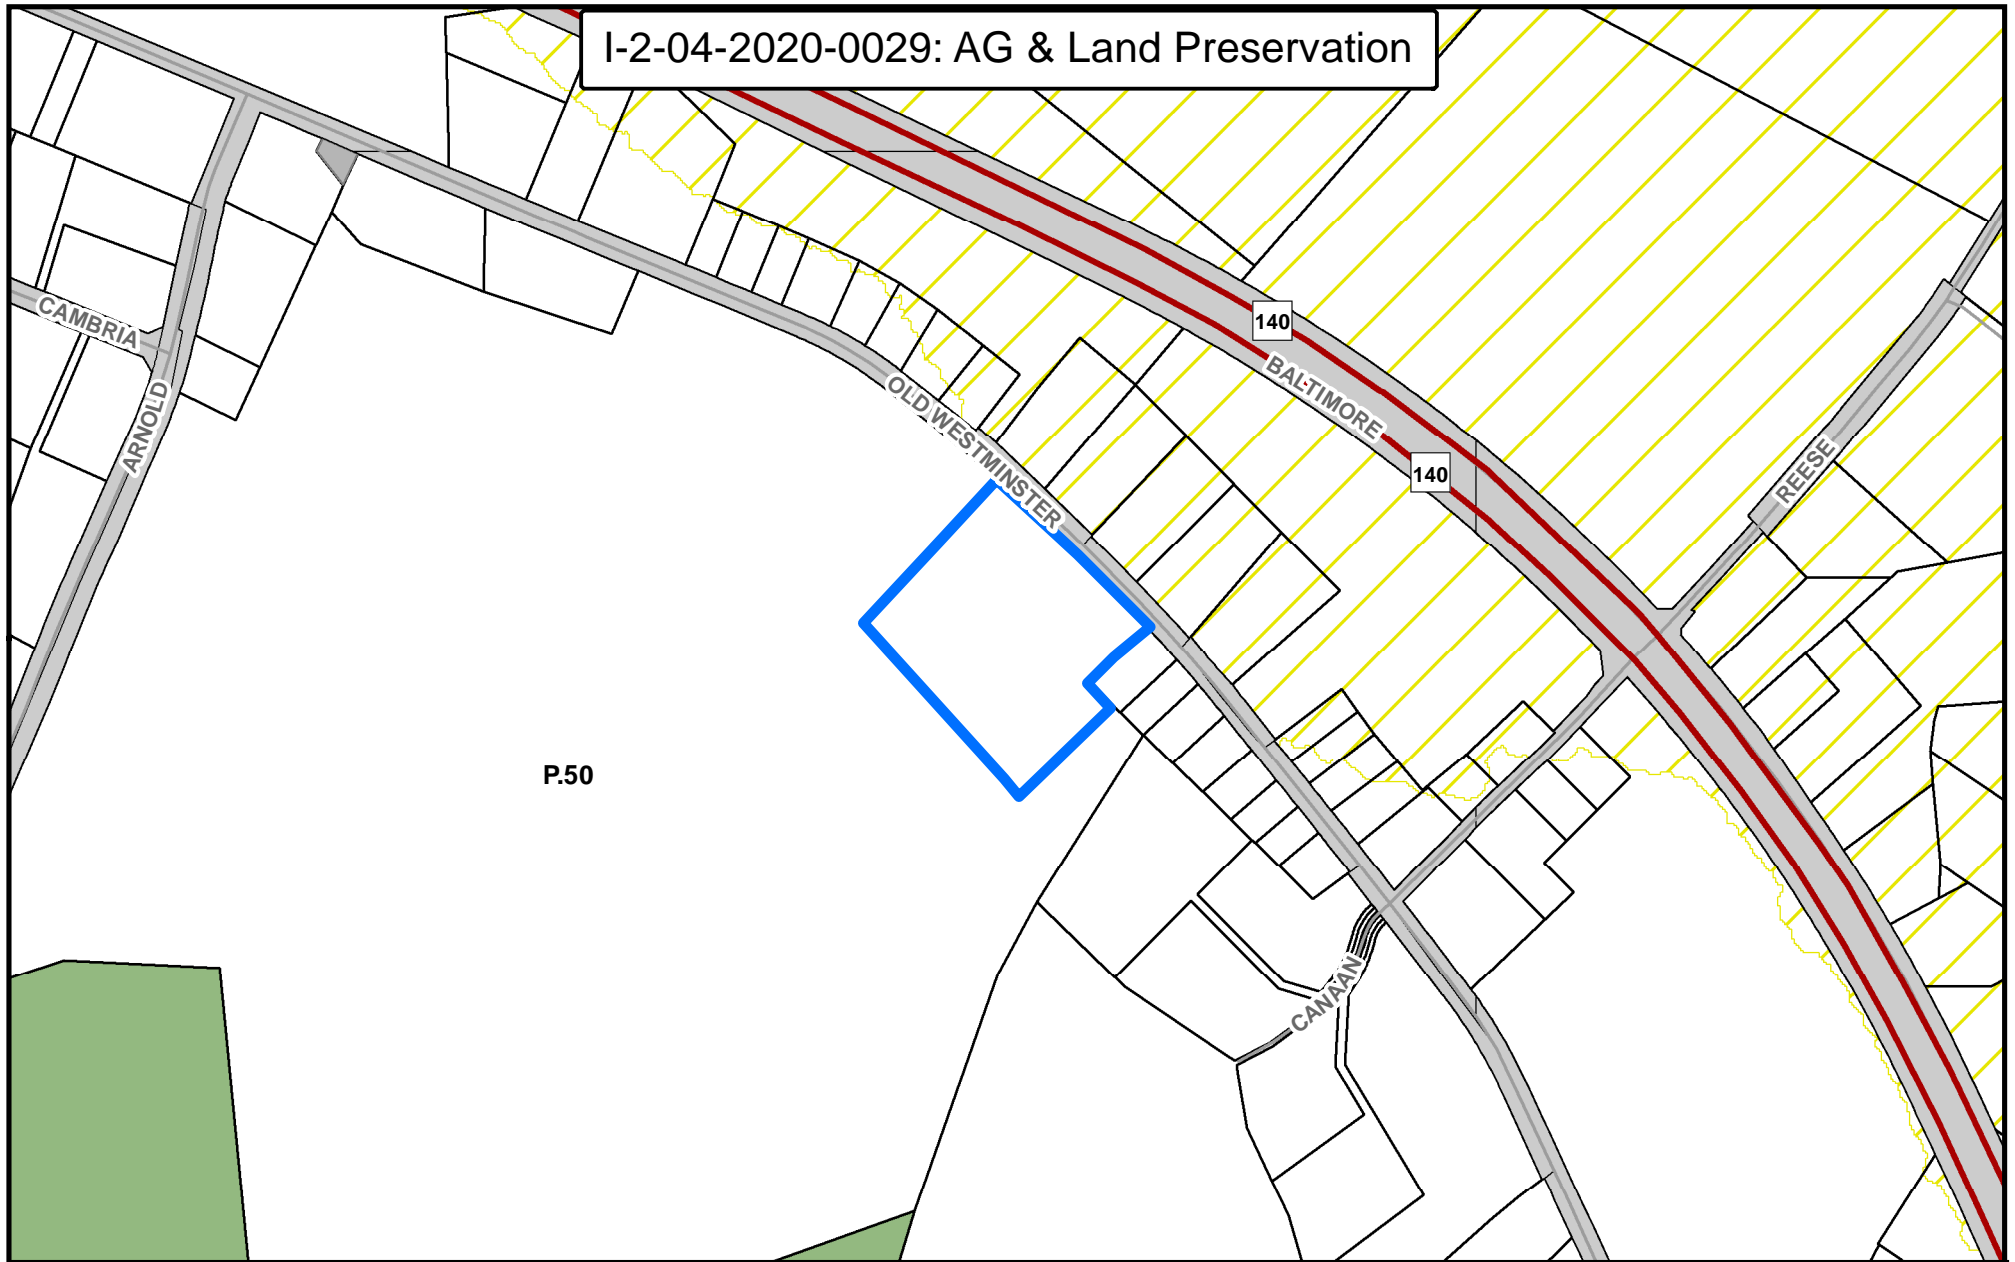 I-2-04-2020-0029: AG & Land Preservation
CAMBRIA
ARNOLD
OLD WESTMINSTER
140
BALTIMORE
140
REESE
P.50
CANAAN